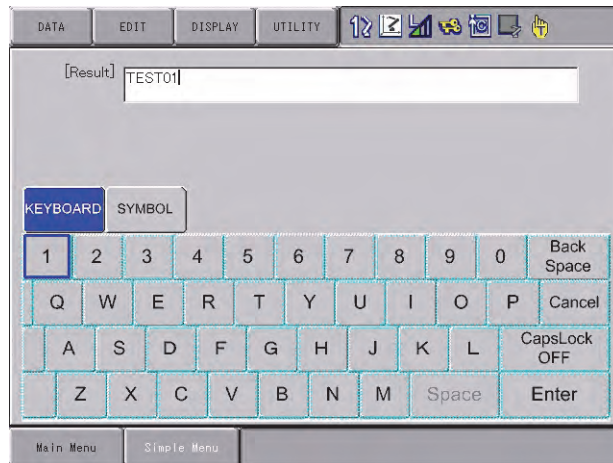 DATA EDIT DISPLAY UTILITY
[Result] TEST01
KEYBOARD SYMBOL
1 2 3 4 5 6 7 8 9 0 Back Space
Q W E R T Y U I O P Cancel
A S D F G H J K L CapsLock OFF
Z X C V B N M Space Enter
Main Menu Simple Menu